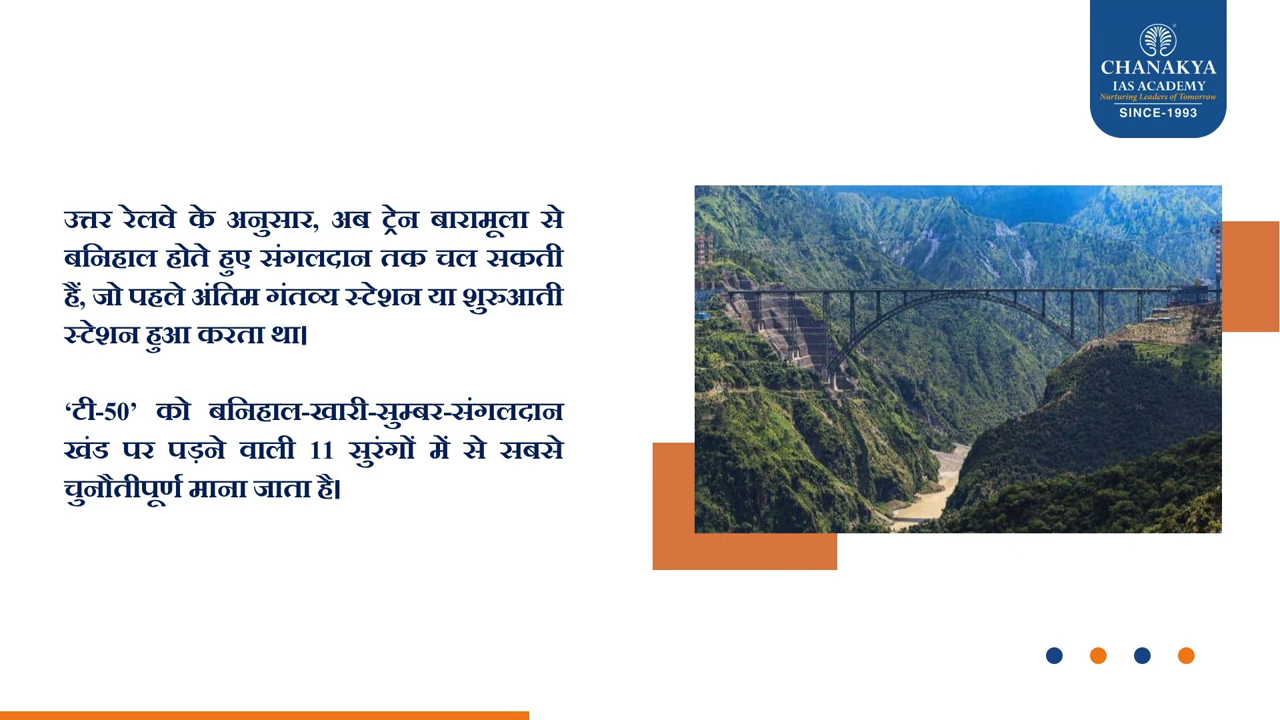 CHANAKYA
IAS ACADEMY
Nurturing Leaders of Tomorrow
SINCE-1993
उत्तर रेलवे के अनुसार, अब ट्रेन बारामूला से
बनिहाल होते हुए संगलदान तक चल सकती
हैं, जो पहले अंतिम गंतव्य स्टेशन या शुरुआती
स्टेशन हुआ करता था।
‘टी-50’ को बनिहाल-खारी-सुम्बर-संगलदान
खंड पर पड़ने वाली 11 सुरंगों में से सबसे
चुनौतीपूर्ण माना जाता है।